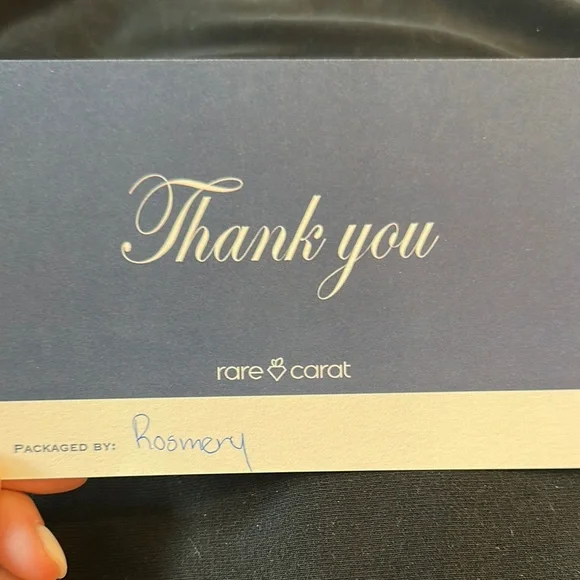 Thank you
rare carat
PACKAGED BY: Rosmery